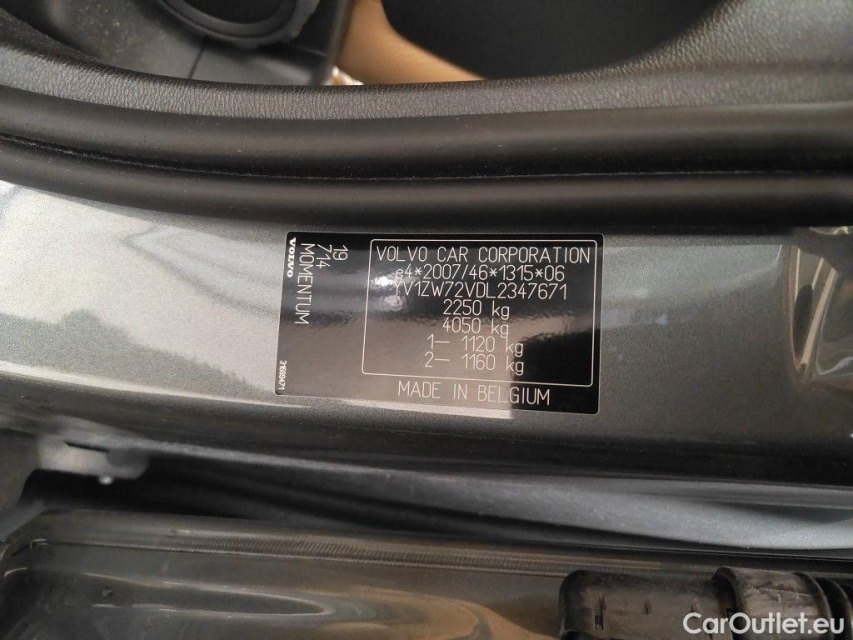 VOLVO
MOMENTUM
714
19
VOLVO CAR CORPORATION
e4*2007/46*1315*06
YV1ZW72VDL2347671
2250 kg
4050 kg
1– 1120 kg
2– 1160 kg
MADE IN BELGIUM
CarOutlet.eu